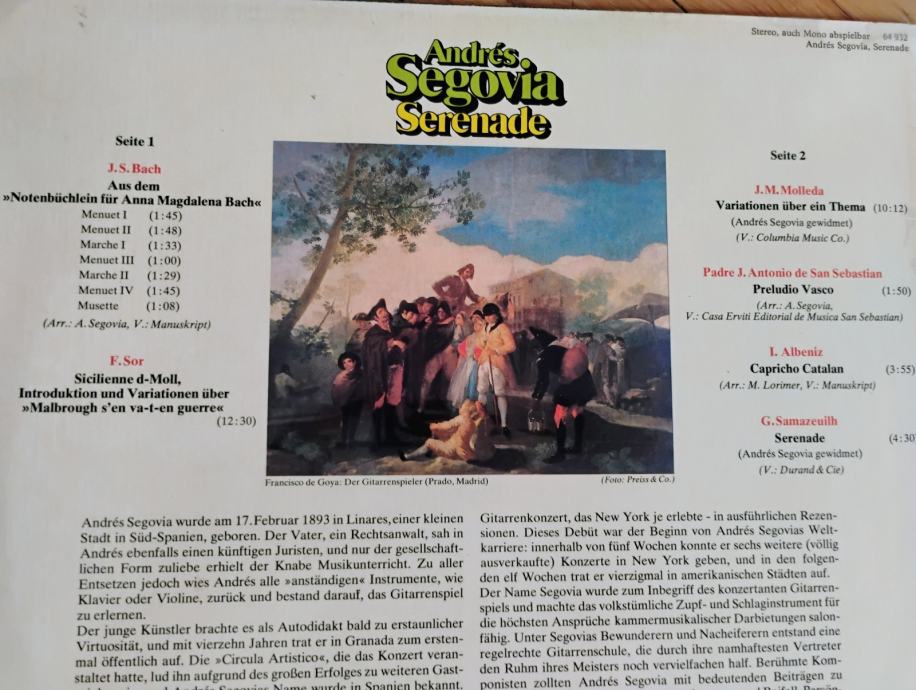 Stereo, auch Mono abspielbar 64 932
Andrés Segovia, Serenade
Andrés
Segovia
Serenade
Seite 1
J.S.Bach
Aus dem
»Notenbüchlein für Anna Magdalena Bach«
Menuet I (1:45)
Menuet II (1:48)
Marche I (1:33)
Menuet III (1:00)
Marche II (1:29)
Menuet IV (1:45)
Musette (1:08)
(Arr.: A. Segovia, V.: Manuskript)
F. Sor
Sicilienne d-Moll,
Introduktion und Variationen über
»Malbrough s'en va-t-en guerre«
(12:30)
Francisco de Goya: Der Gitarrenspieler (Prado, Madrid)
(Foto: Preiss & Co.)
Seite 2
J.M.Molleda
Variationen über ein Thema (10:12)
(Andrés Segovia gewidmet)
(V.: Columbia Music Co.)
Padre J. Antonio de San Sebastian
Preludio Vasco (1:50)
(Arr.: A. Segovia,
V.: Casa Erviti Editorial de Musica San Sebastian)
I. Albeniz
Capricho Catalan (3:55)
(Arr.: M. Lorimer, V.: Manuskript)
G. Samazeuilh
Serenade (4:30
(Andrés Segovia gewidmet)
(V.: Durand & Cie)
Andrés Segovia wurde am 17. Februar 1893 in Linares, einer kleinen
Stadt in Süd-Spanien, geboren. Der Vater, ein Rechtsanwalt, sah in
Andrés ebenfalls einen künftigen Juristen, und nur der gesellschaft-
lichen Form zuliebe erhielt der Knabe Musikunterricht. Zu aller
Entsetzen jedoch wies Andrés alle »anständigen« Instrumente, wie
Klavier oder Violine, zurück und bestand darauf, das Gitarrenspiel
zu erlernen.
Der junge Künstler brachte es als Autodidakt bald zu erstaunlicher
Virtuosität, und mit vierzehn Jahren trat er in Granada zum ersten-
mal öffentlich auf. Die »Circula Artistico«, die das Konzert veran-
staltet hatte, lud ihn aufgrund des großen Erfolges zu weiteren Gast-
Andrés Segovias Name wurde in Spanien bekannt.
Gitarrenkonzert, das New York je erlebte - in ausführlichen Rezen-
sionen. Dieses Debüt war der Beginn von Andrés Segovias Welt-
karriere: innerhalb von fünf Wochen konnte er sechs weitere (völlig
ausverkaufte) Konzerte in New York geben, und in den folgen-
den elf Wochen trat er vierzigmal in amerikanischen Städten auf.
Der Name Segovia wurde zum Inbegriff des konzertanten Gitarren-
spiels und machte das volkstümliche Zupf- und Schlaginstrument für
die höchsten Ansprüche kammermusikalischer Darbietungen salon-
fähig. Unter Segovias Bewunderern und Nacheiferern entstand eine
regelrechte Gitarrenschule, die durch ihre namhaftesten Vertreter
den Ruhm ihres Meisters noch vervielfachen half. Berühmte Kom-
ponisten zollten Andrés Segovia mit bedeutenden Beiträgen zu